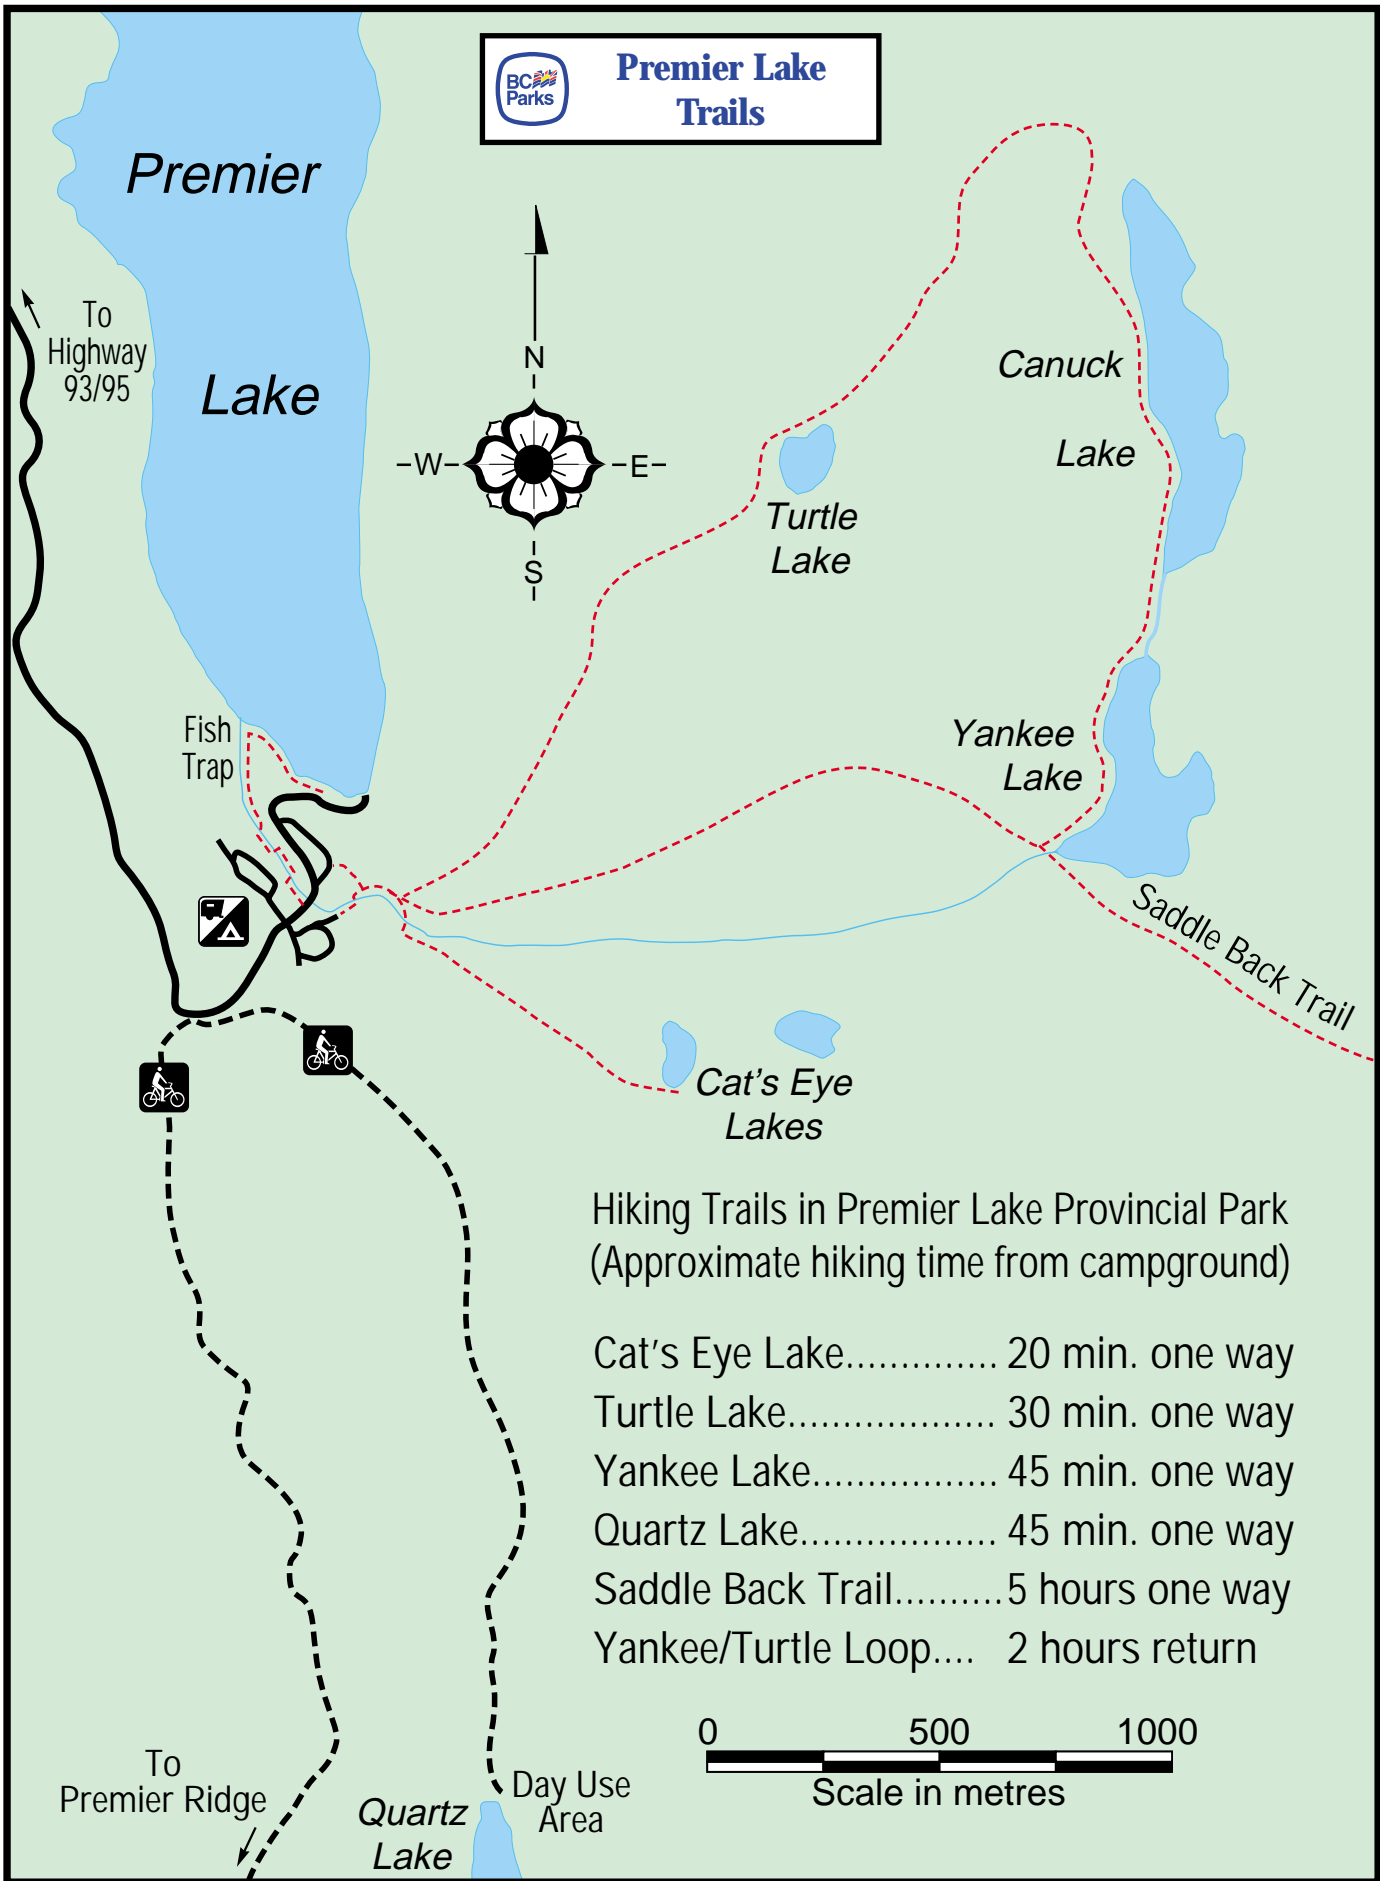 BC
Parks
Premier Lake
Trails
Premier
Lake
To
Highway
93/95
N
W
E
S
Canuck
Lake
Turtle
Lake
Fish
Trap
Yankee
Lake
Saddle Back Trail
Cat's Eye
Lakes
Hiking Trails in Premier Lake Provincial Park
(Approximate hiking time from campground)
Cat's Eye Lake.............. 20 min. one way
Turtle Lake................... 30 min. one way
Yankee Lake................. 45 min. one way
Quartz Lake.................. 45 min. one way
Saddle Back Trail.......... 5 hours one way
Yankee/Turtle Loop.... 2 hours return
0 500 1000
Scale in metres
To
Premier Ridge
Quartz
Lake
Day Use
Area